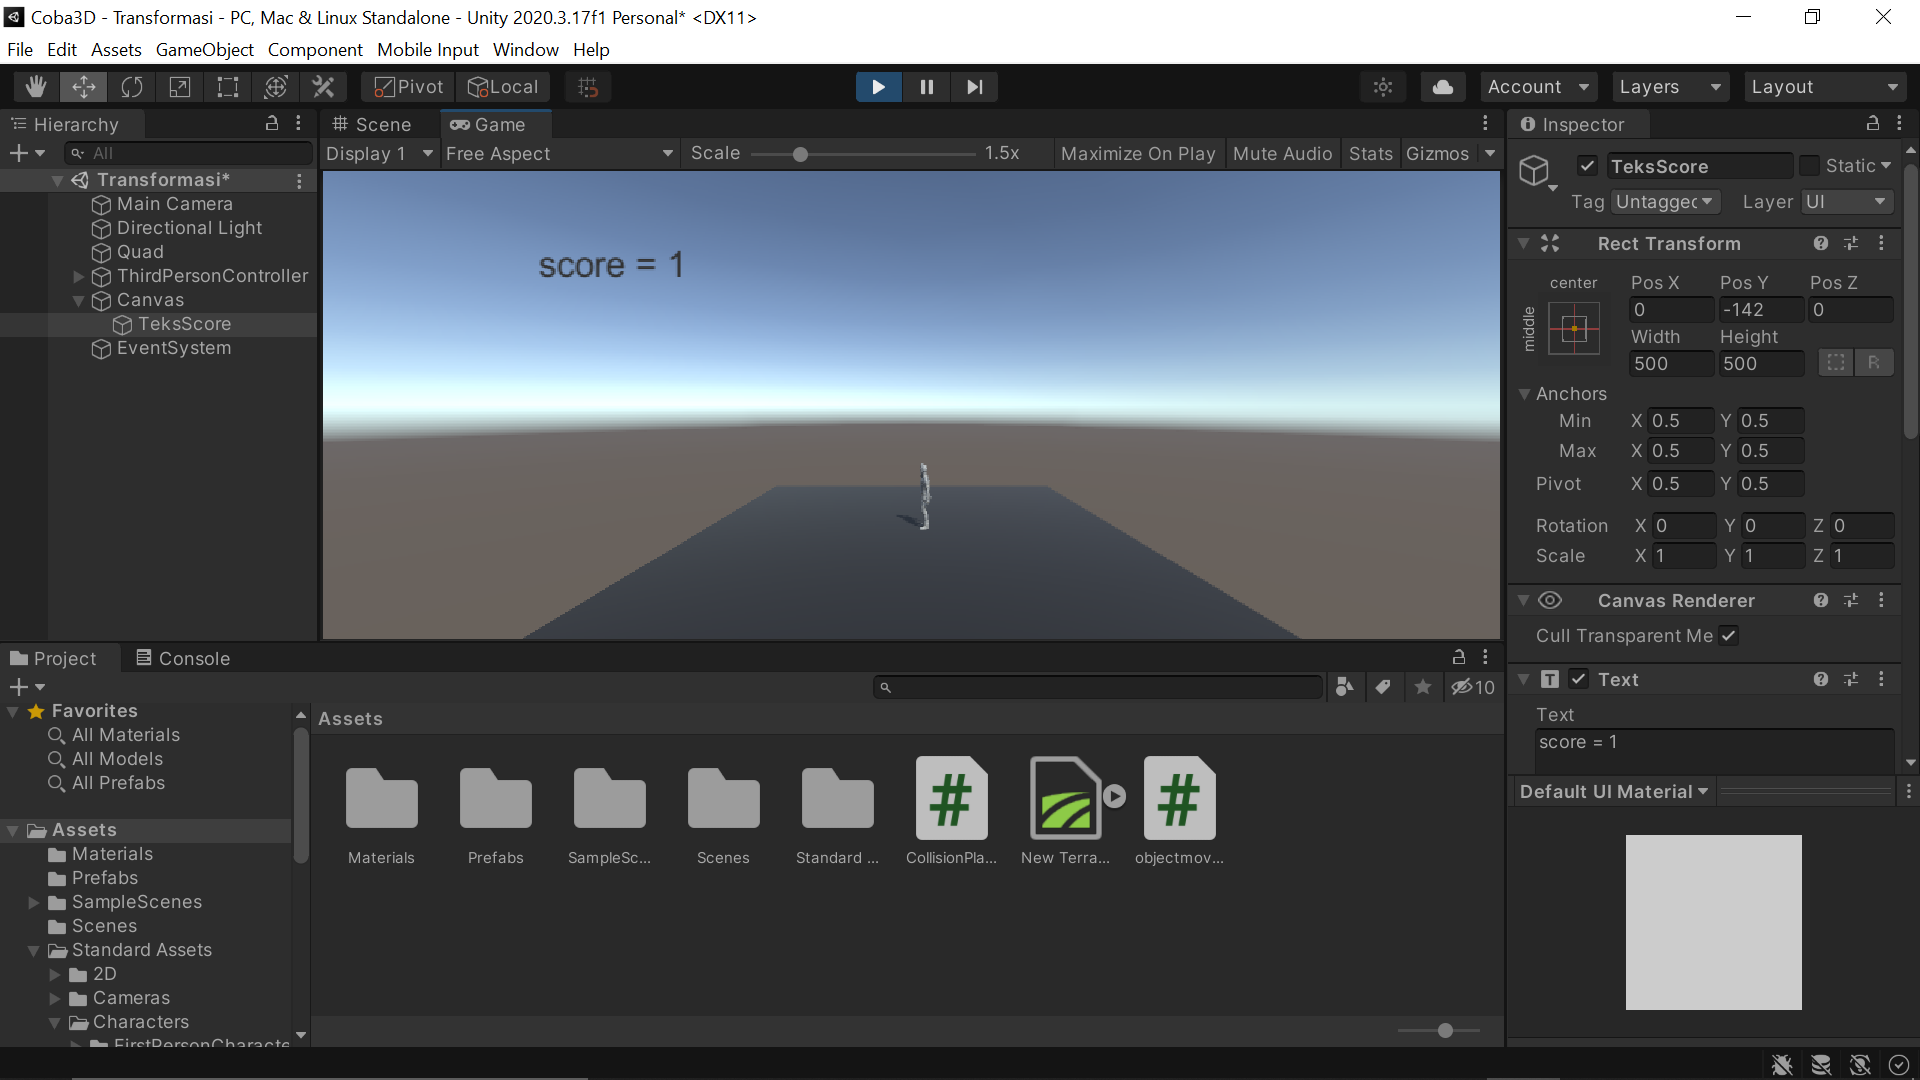 Coba3D - Transformasi - PC, Mac & Linux Standalone - Unity 2020.3.17f1 Personal* <DX11>
File Edit Assets GameObject Component Mobile Input Window Help
Pivot Local Account Layers Layout
Hierarchy
All
Transformasi*
Main Camera
Directional Light
Quad
ThirdPersonController
Canvas
TeksScore
EventSystem
Scene Game
Display 1 Free Aspect Scale 1.5x Maximize On Play Mute Audio Stats Gizmos
score = 1
Inspector
TeksScore Static
Tag Untagged Layer UI
Rect Transform
center
middle
Pos X Pos Y Pos Z
0 -142 0
Width Height
500 500 R
Anchors
Min X 0.5 Y 0.5
Max X 0.5 Y 0.5
Pivot X 0.5 Y 0.5
Rotation X 0 Y 0 Z 0
Scale X 1 Y 1 Z 1
Canvas Renderer
Cull Transparent Me
T Text
Text
score = 1
Default UI Material
Project Console
10
Favorites
All Materials
All Models
All Prefabs
Assets
Materials
Prefabs
SampleScenes
Scenes
Standard Assets
2D
Cameras
Characters
FirstPersonCharacte
Assets
Materials Prefabs SampleSc... Scenes Standard ... CollisionPla... New Terra... objectmov...